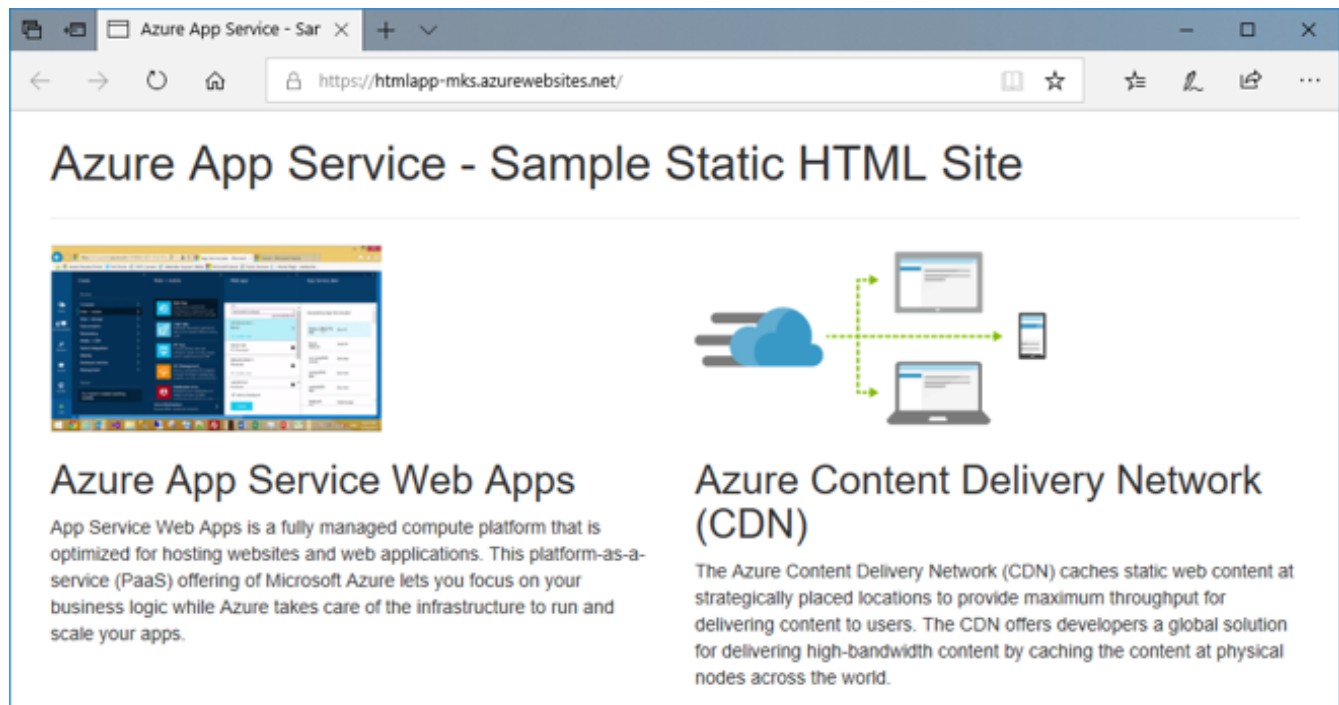 Azure App Service - Sar
https://htmlapp-mks.azurewebsites.net/
Azure App Service - Sample Static HTML Site
Azure App Service Web Apps
App Service Web Apps is a fully managed compute platform that is
optimized for hosting websites and web applications. This platform-as-a-
service (PaaS) offering of Microsoft Azure lets you focus on your
business logic while Azure takes care of the infrastructure to run and
scale your apps.
Azure Content Delivery Network
(CDN)
The Azure Content Delivery Network (CDN) caches static web content at
strategically placed locations to provide maximum throughput for
delivering content to users. The CDN offers developers a global solution
for delivering high-bandwidth content by caching the content at physical
nodes across the world.